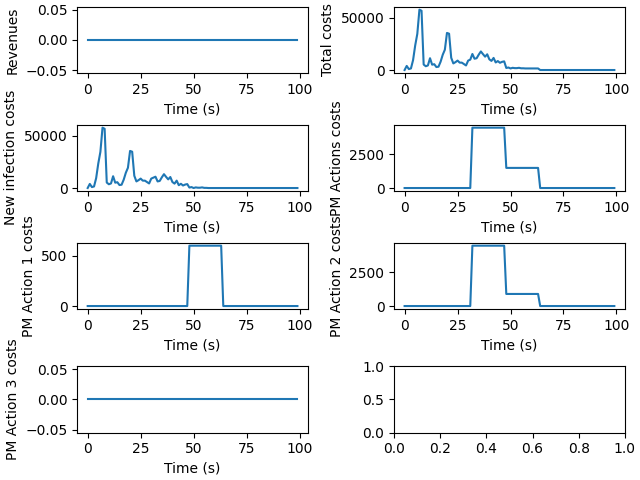 Revenues
0.05
0.00
−0.05
0 25 50 75 100
Time (s)
Total costs
50000
0
0 25 50 75 100
Time (s)
New infection costs
50000
0
0 25 50 75 100
Time (s)
PM Actions costs
2500
0
0 25 50 75 100
Time (s)
PM Action 1 costs
500
0
0 25 50 75 100
Time (s)
PM Action 2 costs
2500
0
0 25 50 75 100
Time (s)
PM Action 3 costs
0.05
0.00
−0.05
0 25 50 75 100
Time (s)
1.0
0.5
0.0
0.0 0.2 0.4 0.6 0.8 1.0